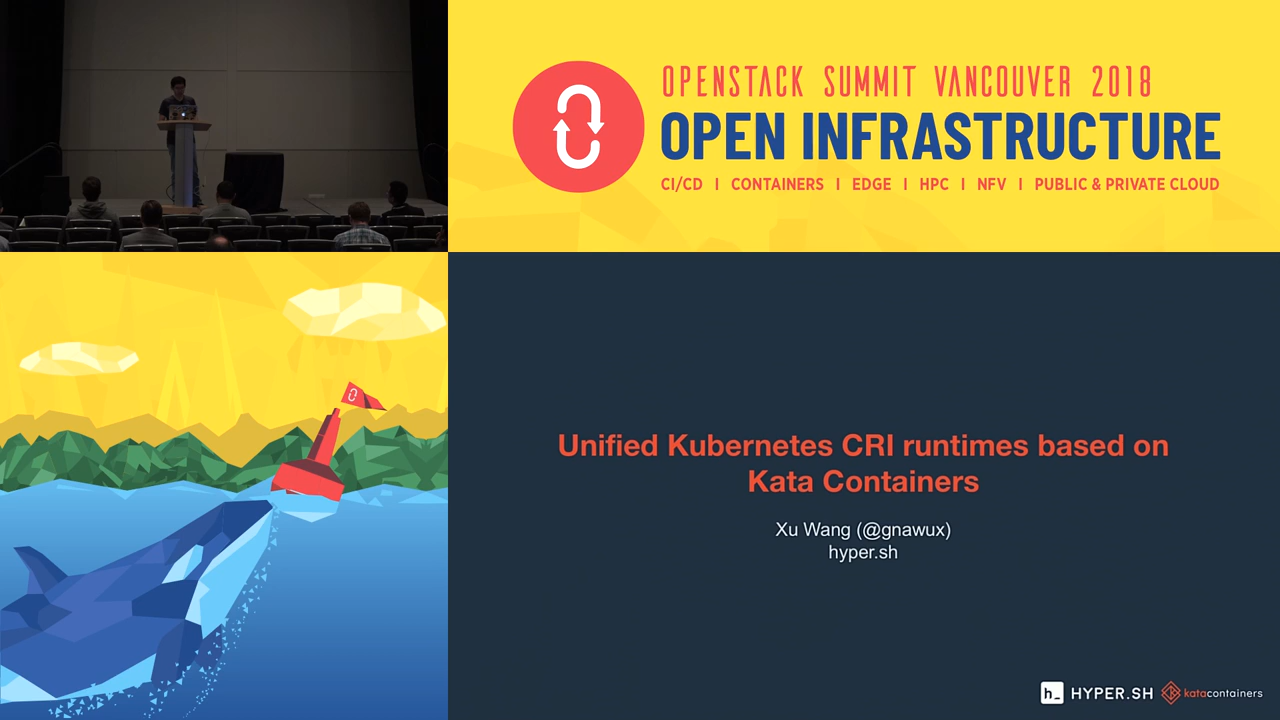 OPENSTACK SUMMIT VANCOUVER 2018
OPEN INFRASTRUCTURE
CI/CD | CONTAINERS | EDGE | HPC | NFV | PUBLIC & PRIVATE CLOUD
Unified Kubernetes CRI runtimes based on
Kata Containers
Xu Wang (@gnawux)
hyper.sh
h_ HYPER.SH katacontainers